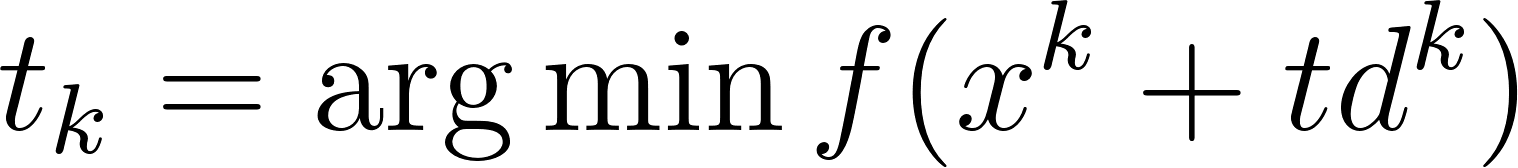 t_k = arg min f(x^k + td^k)